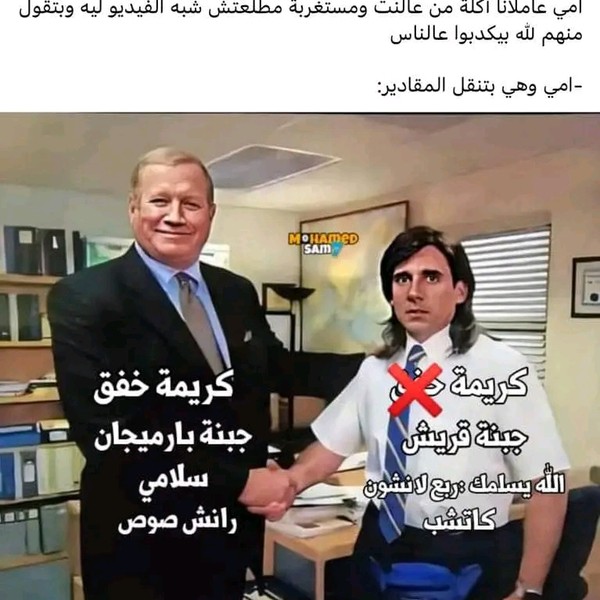 امي عاملانا اكلة من عالنت ومستغربة مطلعتش شبه الفيديو ليه وبتقول
منهم لله بيكدبوا عالناس
-امي وهي بتنقل المقادير:
MOHAMED
SAM
كريمة خفق
جبنة بارميجان
سلامي
رانش صوص
كريمة خفق
جبنة قريش
الله يسلمك :ربع لانشون
كاتشب